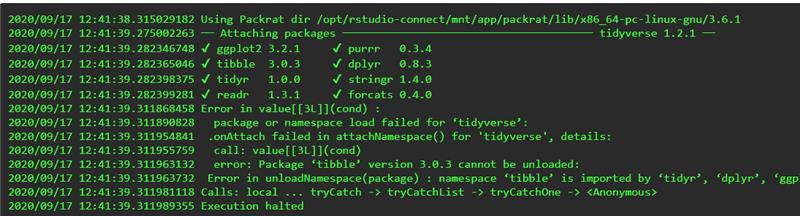 2020/09/17 12:41:38.315029182 Using Packrat dir /opt/rstudio-connect/mnt/app/packrat/lib/x86_64-pc-linux-gnu/3.6.1
2020/09/17 12:41:39.275002263 ── Attaching packages ─────────────────────────────────────── tidyverse 1.2.1 ──
2020/09/17 12:41:39.282346748 ✓ ggplot2 3.2.1     ✓ purrr   0.3.4
2020/09/17 12:41:39.282365046 ✓ tibble  3.0.3     ✓ dplyr   0.8.3
2020/09/17 12:41:39.282398375 ✓ tidyr   1.0.0     ✓ stringr 1.4.0
2020/09/17 12:41:39.282399281 ✓ readr   1.3.1     ✓ forcats 0.4.0
2020/09/17 12:41:39.311868458 Error in value[[3L]](cond) :
2020/09/17 12:41:39.311890828   package or namespace load failed for ‘tidyverse’:
2020/09/17 12:41:39.311954841  .onAttach failed in attachNamespace() for 'tidyverse', details:
2020/09/17 12:41:39.311955759   call: value[[3L]](cond)
2020/09/17 12:41:39.311963132   error: Package ‘tibble’ version 3.0.3 cannot be unloaded:
2020/09/17 12:41:39.311963732  Error in unloadNamespace(package) : namespace ‘tibble’ is imported by ‘tidyr’, ‘dplyr’, ‘ggpl
2020/09/17 12:41:39.311981118 Calls: local ... tryCatch -> tryCatchList -> tryCatchOne -> <Anonymous>
2020/09/17 12:41:39.311989355 Execution halted